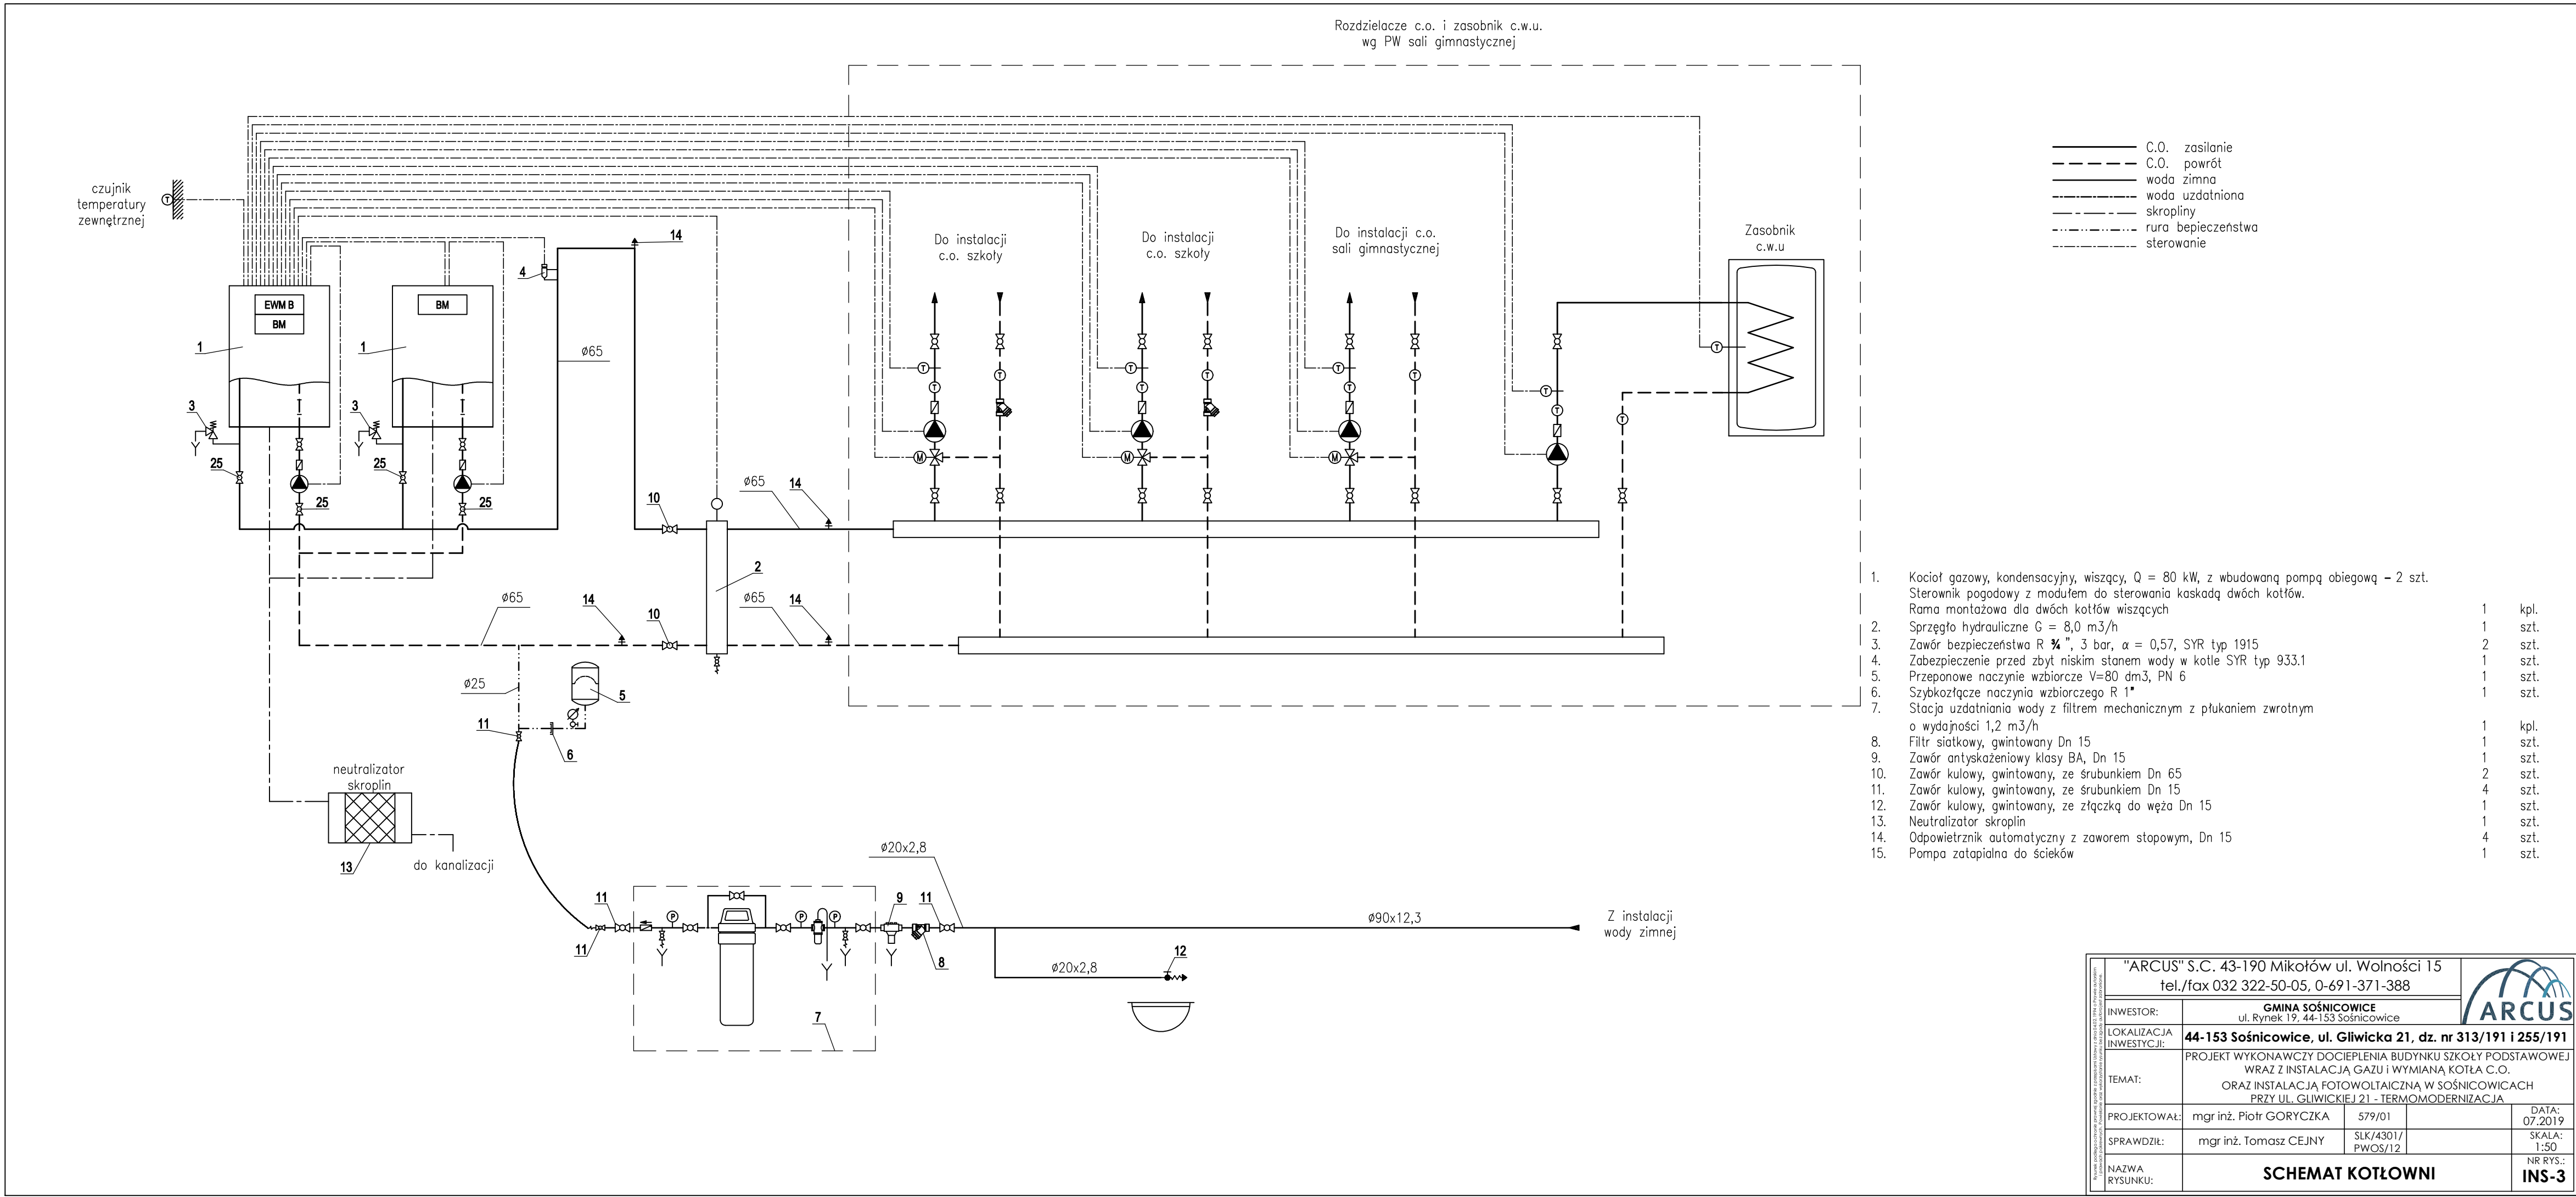 Rozdzielacze c.o. i zasobnik c.w.u.
wg PW sali gimnastycznej
czujnik
temperatury
zewnętrznej
T
EWM B
BM
BM
1
1
3
3
25
25
25
25
4
14
ø65
Do instalacji
c.o. szkoły
Do instalacji
c.o. szkoły
Do instalacji c.o.
sali gimnastycznej
Zasobnik
c.w.u
T
T
T
T
T
T
T
T
T
T
T
T
T
T
M
M
M
10
ø65
14
2
ø65
14
10
ø65
14
ø25
5
11
6
neutralizator
skroplin
13
do kanalizacji
11
11
P
P
P
9
11
8
7
ø20x2,8
ø90x12,3
Z instalacji
wody zimnej
ø20x2,8
12
C.O. zasilanie
C.O. powrót
woda zimna
woda uzdatniona
skropliny
rura bepieczeństwa
sterowanie
1. Kocioł gazowy, kondensacyjny, wiszący, Q = 80 kW, z wbudowaną pompą obiegową – 2 szt.
Sterownik pogodowy z modułem do sterowania kaskadą dwóch kotłów.
Rama montażowa dla dwóch kotłów wiszących 1 kpl.
2. Sprzęgło hydrauliczne G = 8,0 m3/h 1 szt.
3. Zawór bezpieczeństwa R ¾ ", 3 bar, α = 0,57, SYR typ 1915 2 szt.
4. Zabezpieczenie przed zbyt niskim stanem wody w kotle SYR typ 933.1 1 szt.
5. Przeponowe naczynie wzbiorcze V=80 dm3, PN 6 1 szt.
6. Szybkozłącze naczynia wzbiorczego R 1" 1 szt.
7. Stacja uzdatniania wody z filtrem mechanicznym z płukaniem zwrotnym
o wydajności 1,2 m3/h 1 kpl.
8. Filtr siatkowy, gwintowany Dn 15 1 szt.
9. Zawór antyskażeniowy klasy BA, Dn 15 1 szt.
10. Zawór kulowy, gwintowany, ze śrubunkiem Dn 65 2 szt.
11. Zawór kulowy, gwintowany, ze śrubunkiem Dn 15 4 szt.
12. Zawór kulowy, gwintowany, ze złączką do węża Dn 15 1 szt.
13. Neutralizator skroplin 1 szt.
14. Odpowietrznik automatyczny z zaworem stopowym, Dn 15 4 szt.
15. Pompa zatapialna do ścieków 1 szt.
"ARCUS" S.C. 43-190 Mikołów ul. Wolności 15
tel./fax 032 322-50-05, 0-691-371-388
ARCUS
INWESTOR:
GMINA SOŚNICOWICE
ul. Rynek 19, 44-153 Sośnicowice
LOKALIZACJA
INWESTYCJI:
44-153 Sośnicowice, ul. Gliwicka 21, dz. nr 313/191 i 255/191
TEMAT:
PROJEKT WYKONAWCZY DOCIEPLENIA BUDYNKU SZKOŁY PODSTAWOWEJ
WRAZ Z INSTALACJĄ GAZU i WYMIANĄ KOTŁA C.O.
ORAZ INSTALACJĄ FOTOWOLTAICZNĄ W SOŚNICOWICACH
PRZY UL. GLIWICKIEJ 21 - TERMOMODERNIZACJA
PROJEKTOWAŁ: mgr inż. Piotr GORYCZKA 579/01
DATA:
07.2019
SPRAWDZIŁ: mgr inż. Tomasz CEJNY
SLK/4301/
PWOS/12
SKALA:
1:50
NAZWA
RYSUNKU:
SCHEMAT KOTŁOWNI
NR RYS.:
INS-3